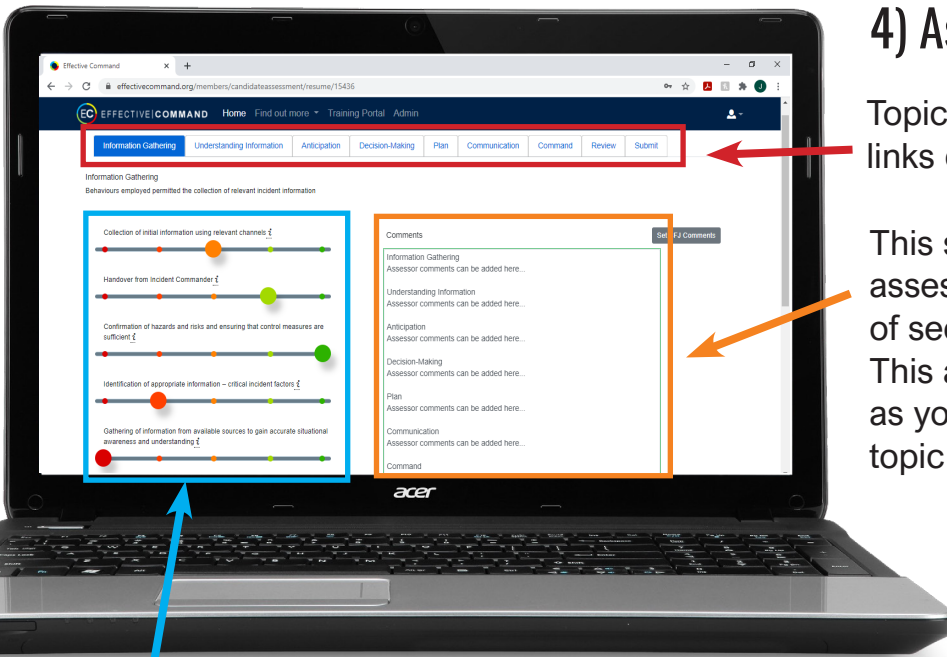 4) As
Effective Command
effectivecommand.org/members/candidateassessment/resume/15436
EC EFFECTIVE|COMMAND Home Find out more Training Portal Admin
Information Gathering Understanding Information Anticipation Decision-Making Plan Communication Command Review Submit
Topic
links
Information Gathering
Behaviours employed permitted the collection of relevant incident information
Collection of initial information using relevant channels i
Handover from Incident Commander i
Confirmation of hazards and risks and ensuring that control measures are
sufficient i
Identification of appropriate information – critical incident factors i
Gathering of information from available sources to gain accurate situational
awareness and understanding i
Comments
FJ Comments
Information Gathering
Assessor comments can be added here...
Understanding Information
Assessor comments can be added here...
Anticipation
Assessor comments can be added here...
Decision-Making
Assessor comments can be added here...
Plan
Assessor comments can be added here...
Communication
Assessor comments can be added here...
Command
This s
asses
of sec
This a
as yo
topic
acer